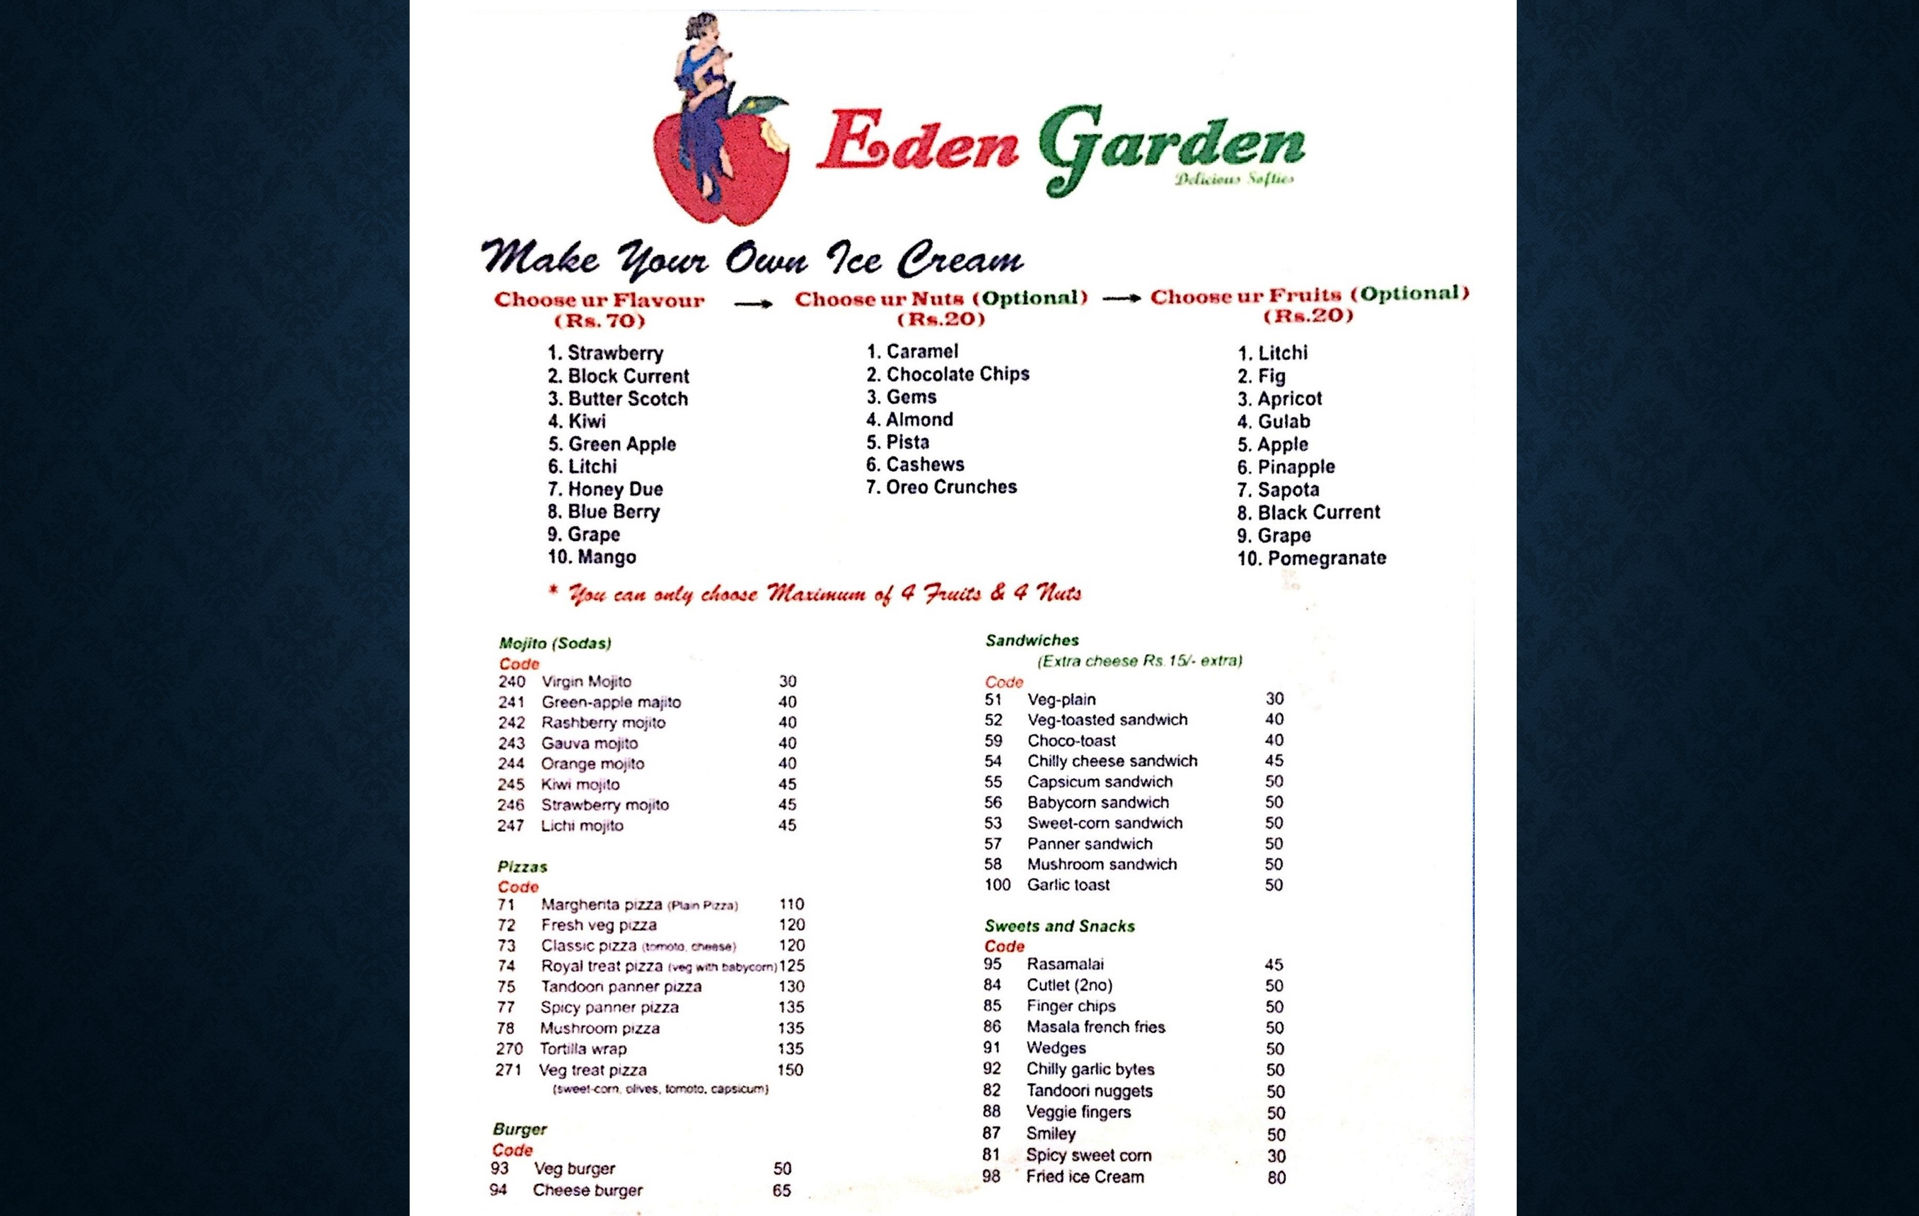 Eden Garden
Delicious Softies
Make Your Own Ice Cream
Choose ur Flavour
(Rs. 70)
1. Strawberry
2. Block Current
3. Butter Scotch
4. Kiwi
5. Green Apple
6. Litchi
7. Honey Due
8. Blue Berry
9. Grape
10. Mango
Choose ur Nuts (Optional)
(Rs.20)
1. Caramel
2. Chocolate Chips
3. Gems
4. Almond
5. Pista
6. Cashews
7. Oreo Crunches
Choose ur Fruits (Optional)
(Rs.20)
1. Litchi
2. Fig
3. Apricot
4. Gulab
5. Apple
6. Pinapple
7. Sapota
8. Black Current
9. Grape
10. Pomegranate
* You can only choose Maximum of 4 Fruits & 4 Nuts
Mojito (Sodas)
Code
240 Virgin Mojito 30
241 Green-apple majito 40
242 Rashberry mojito 40
243 Gauva mojito 40
244 Orange mojito 40
245 Kiwi mojito 45
246 Strawberry mojito 45
247 Lichi mojito 45
Pizzas
Code
71 Margherita pizza (Plain Pizza) 110
72 Fresh veg pizza 120
73 Classic pizza (tomoto, cheese) 120
74 Royal treat pizza (veg with babycorn) 125
75 Tandoori panner pizza 130
77 Spicy panner pizza 135
78 Mushroom pizza 135
270 Tortilla wrap 135
271 Veg treat pizza 150
(sweet-corn, olives, tomoto, capsicum)
Burger
Code
93 Veg burger 50
94 Cheese burger 65
Sandwiches
(Extra cheese Rs. 15/- extra)
Code
51 Veg-plain 30
52 Veg-toasted sandwich 40
59 Choco-toast 40
54 Chilly cheese sandwich 45
55 Capsicum sandwich 50
56 Babycorn sandwich 50
53 Sweet-corn sandwich 50
57 Panner sandwich 50
58 Mushroom sandwich 50
100 Garlic toast 50
Sweets and Snacks
Code
95 Rasamalai 45
84 Cutlet (2no) 50
85 Finger chips 50
86 Masala french fries 50
91 Wedges 50
92 Chilly garlic bytes 50
82 Tandoori nuggets 50
88 Veggie fingers 50
87 Smiley 50
81 Spicy sweet corn 30
98 Fried ice Cream 80